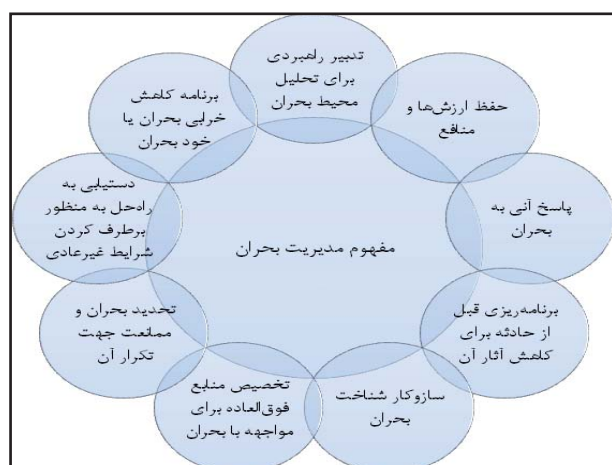 تدبیر راهبردی
برای تحلیل
محیط بحران
حفظ ارزش‌ها و
منافع
پاسخ آنی به
بحران
برنامه‌ریزی قبل
از حادثه برای
کاهش آثار آن
سازوکار شناخت
بحران
تخصیص منابع
فوق‌العاده برای
مواجهه با بحران
تحدید بحران و
ممانعت جهت
تکرار آن
دستیابی به
راه‌حل به منظور
برطرف کردن
شرایط غیرعادی
برنامه کاهش
خرابی بحران یا
خود بحران
مفهوم مدیریت بحران